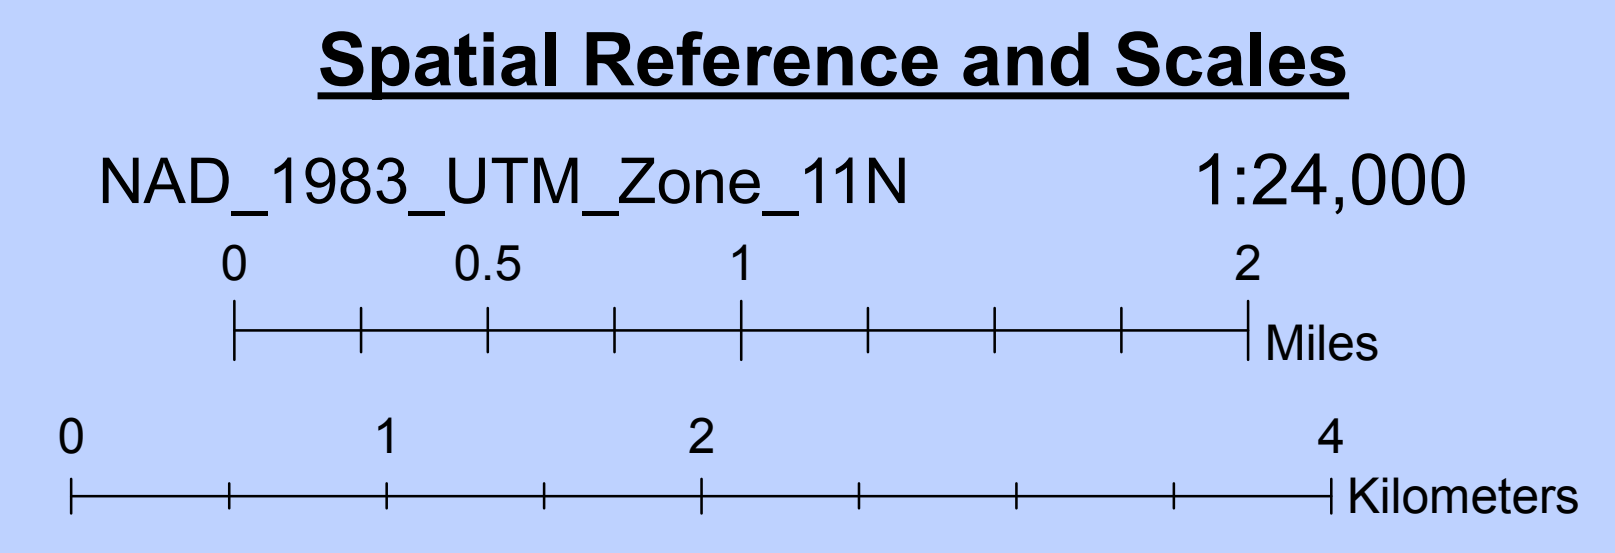 Spatial Reference and Scales
NAD_1983_UTM_Zone_11N 1:24,000
0 0.5 1 2
Miles
0 1 2 4
Kilometers